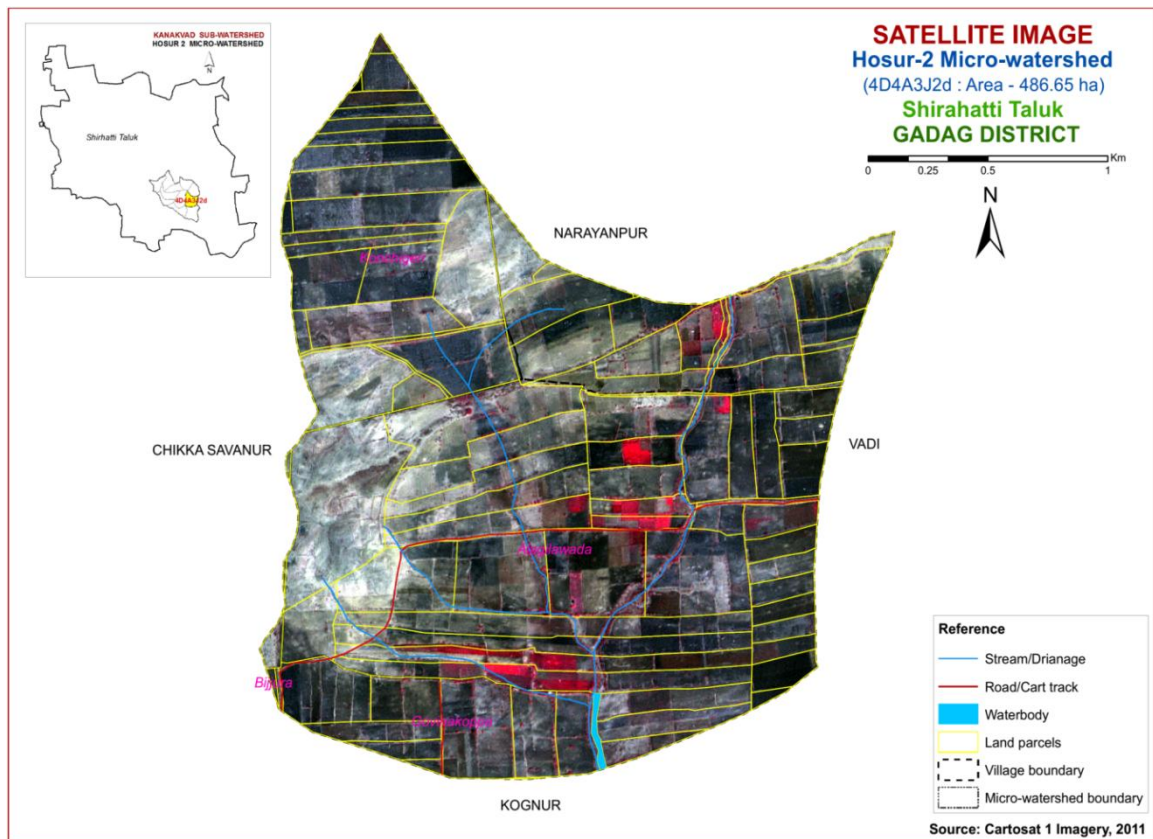 KANAKVAD SUB-WATERSHED
HOSUR 2 MICRO-WATERSHED
N
Shirhatti Taluk
4D4A3J2d
SATELLITE IMAGE
Hosur-2 Micro-watershed
(4D4A3J2d : Area - 486.65 ha)
Shirahatti Taluk
GADAG DISTRICT
Km
0 0.25 0.5 1
N
NARAYANPUR
CHIKKA SAVANUR
VADI
KOGNUR
Reference
Stream/Drianage
Road/Cart track
Waterbody
Land parcels
Village boundary
Micro-watershed boundary
Source: Cartosat 1 Imagery, 2011